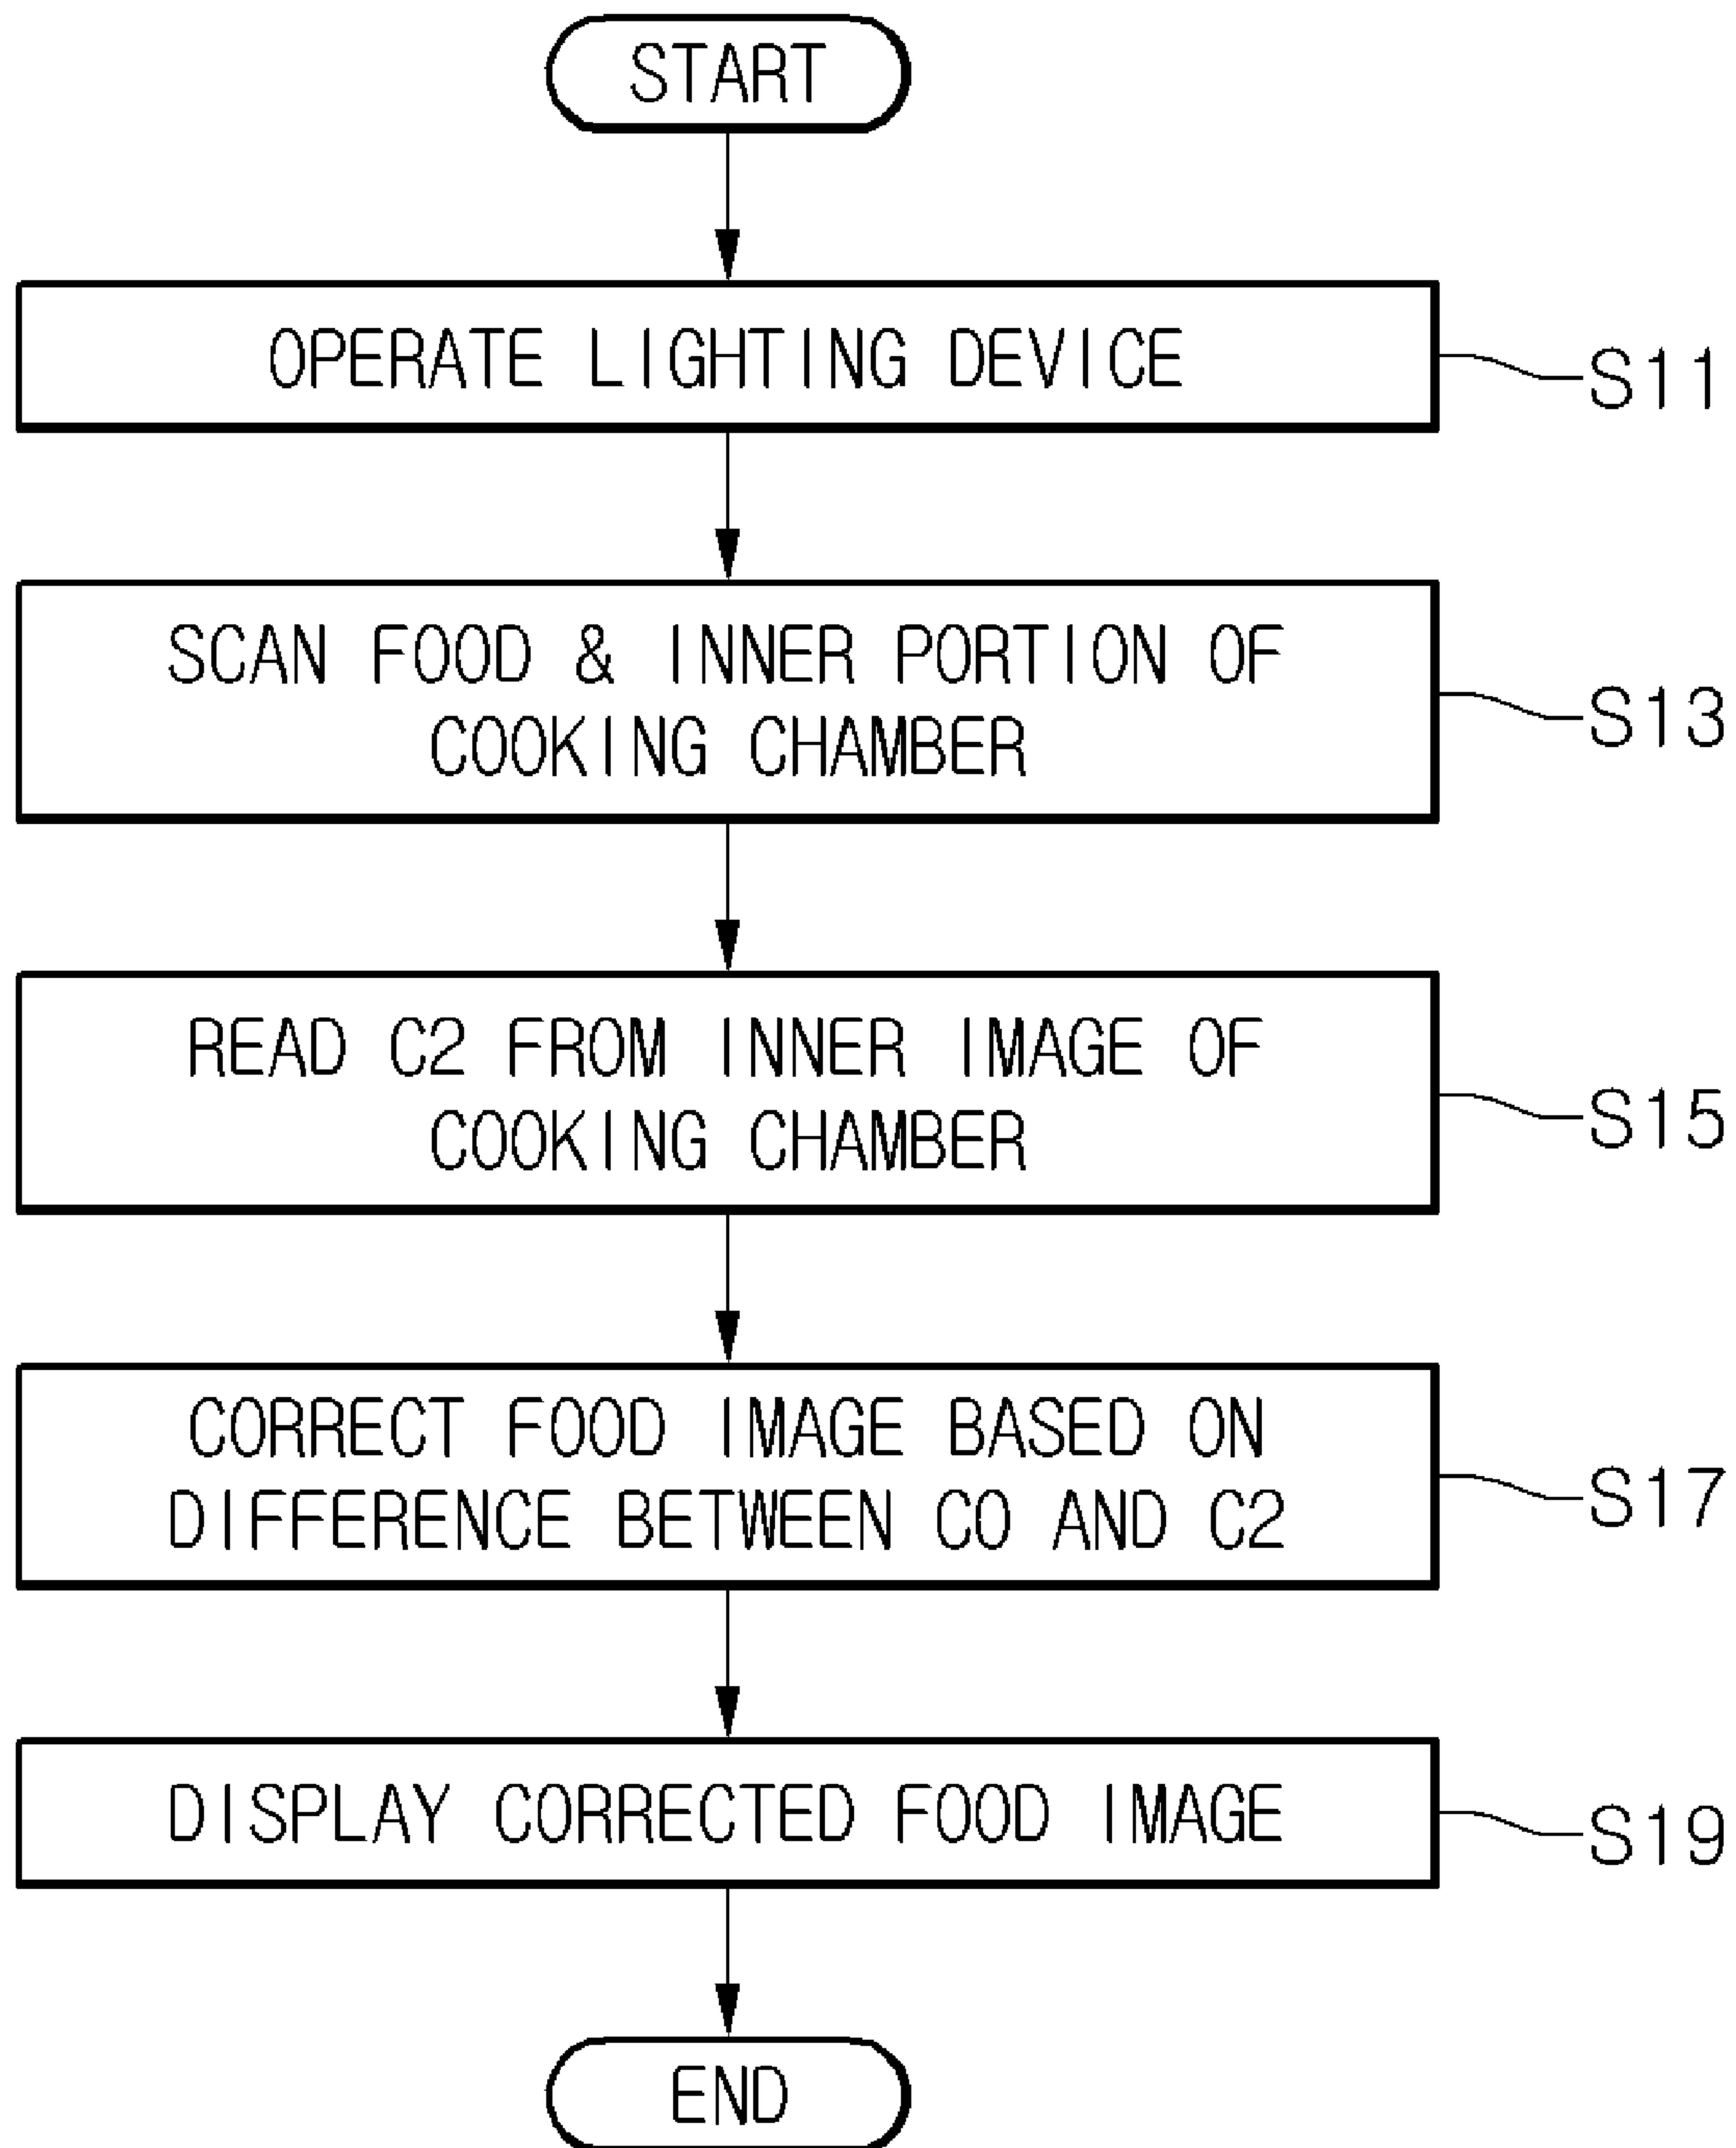 START
OPERATE LIGHTING DEVICE
S11
SCAN FOOD & INNER PORTION OF
COOKING CHAMBER
S13
READ C2 FROM INNER IMAGE OF
COOKING CHAMBER
S15
CORRECT FOOD IMAGE BASED ON
DIFFERENCE BETWEEN C0 AND C2
S17
DISPLAY CORRECTED FOOD IMAGE
S19
END